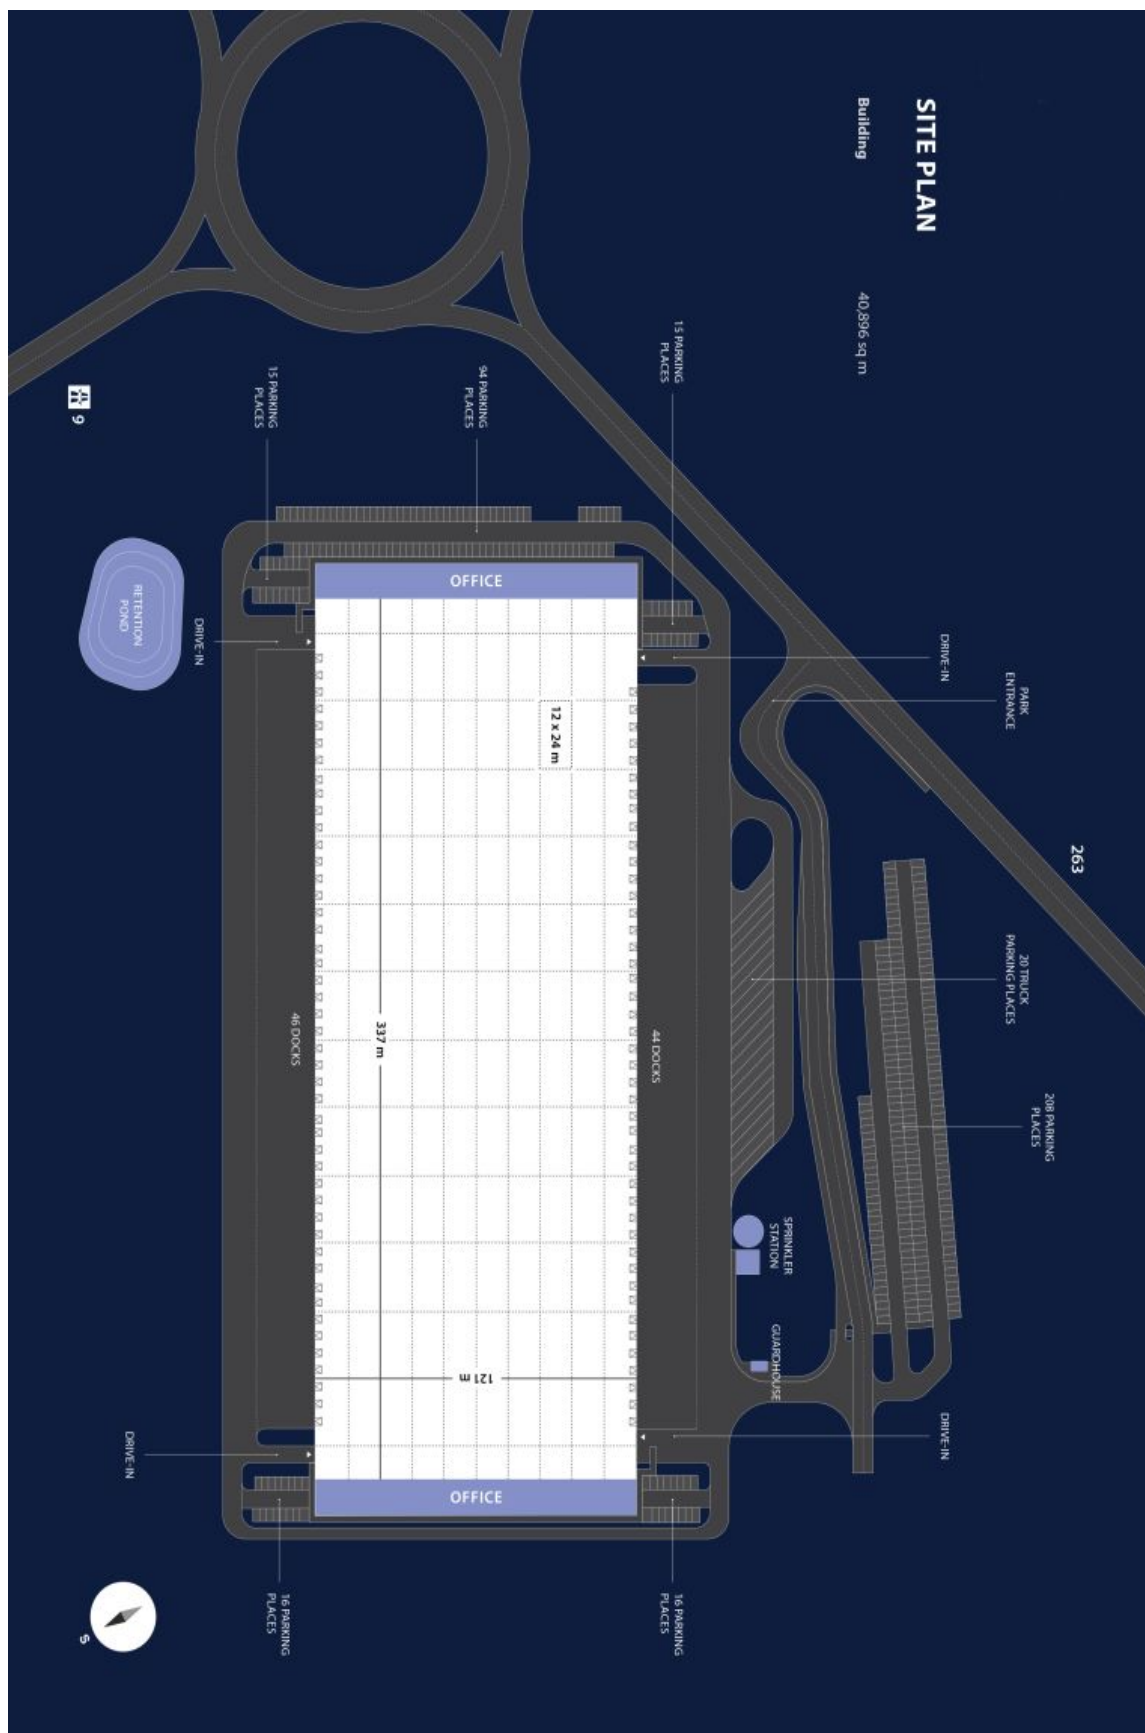 SITE PLAN
Building
40,896 sq m
15 PARKING
PLACES
94 PARKING
PLACES
15 PARKING
PLACES
9
RETENTION
POND
DRIVE-IN
OFFICE
DRIVE-IN
PARK
ENTRANCE
12 x 24 m
263
20 TRUCK
PARKING PLACES
208 PARKING
PLACES
46 DOCKS
337 m
44 DOCKS
SPRINKLER
STATION
GUARDHOUSE
121 m
DRIVE-IN
DRIVE-IN
OFFICE
16 PARKING
PLACES
16 PARKING
PLACES
S